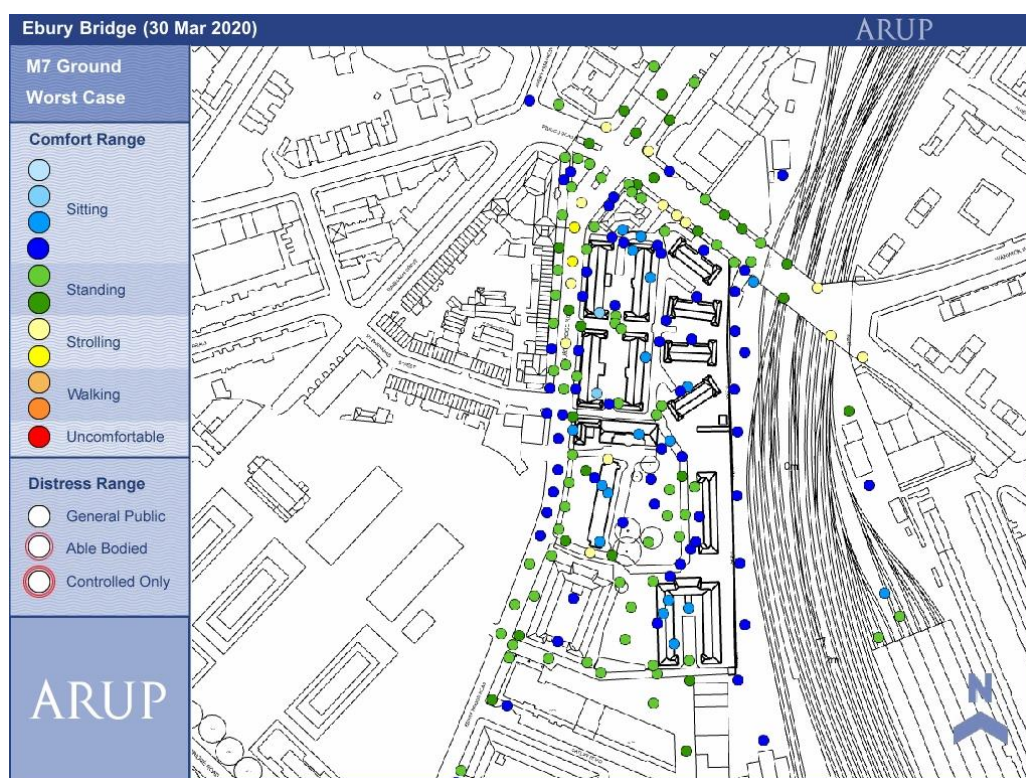 Ebury Bridge (30 Mar 2020)
ARUP
M7 Ground
Worst Case
Comfort Range
Sitting
Standing
Strolling
Walking
Uncomfortable
Distress Range
General Public
Able Bodied
Controlled Only
ARUP
N